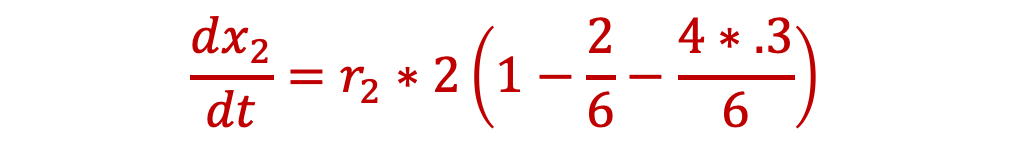 dx₂/dt = r₂ * 2 (1 − 2/6 − 4 * .3/6)